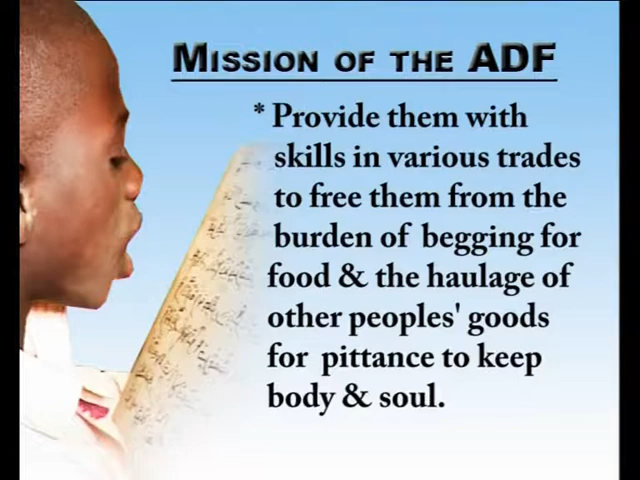 MISSION OF THE ADF
* Provide them with
skills in various trades
to free them from the
burden of begging for
food & the haulage of
other peoples' goods
for pittance to keep
body & soul.